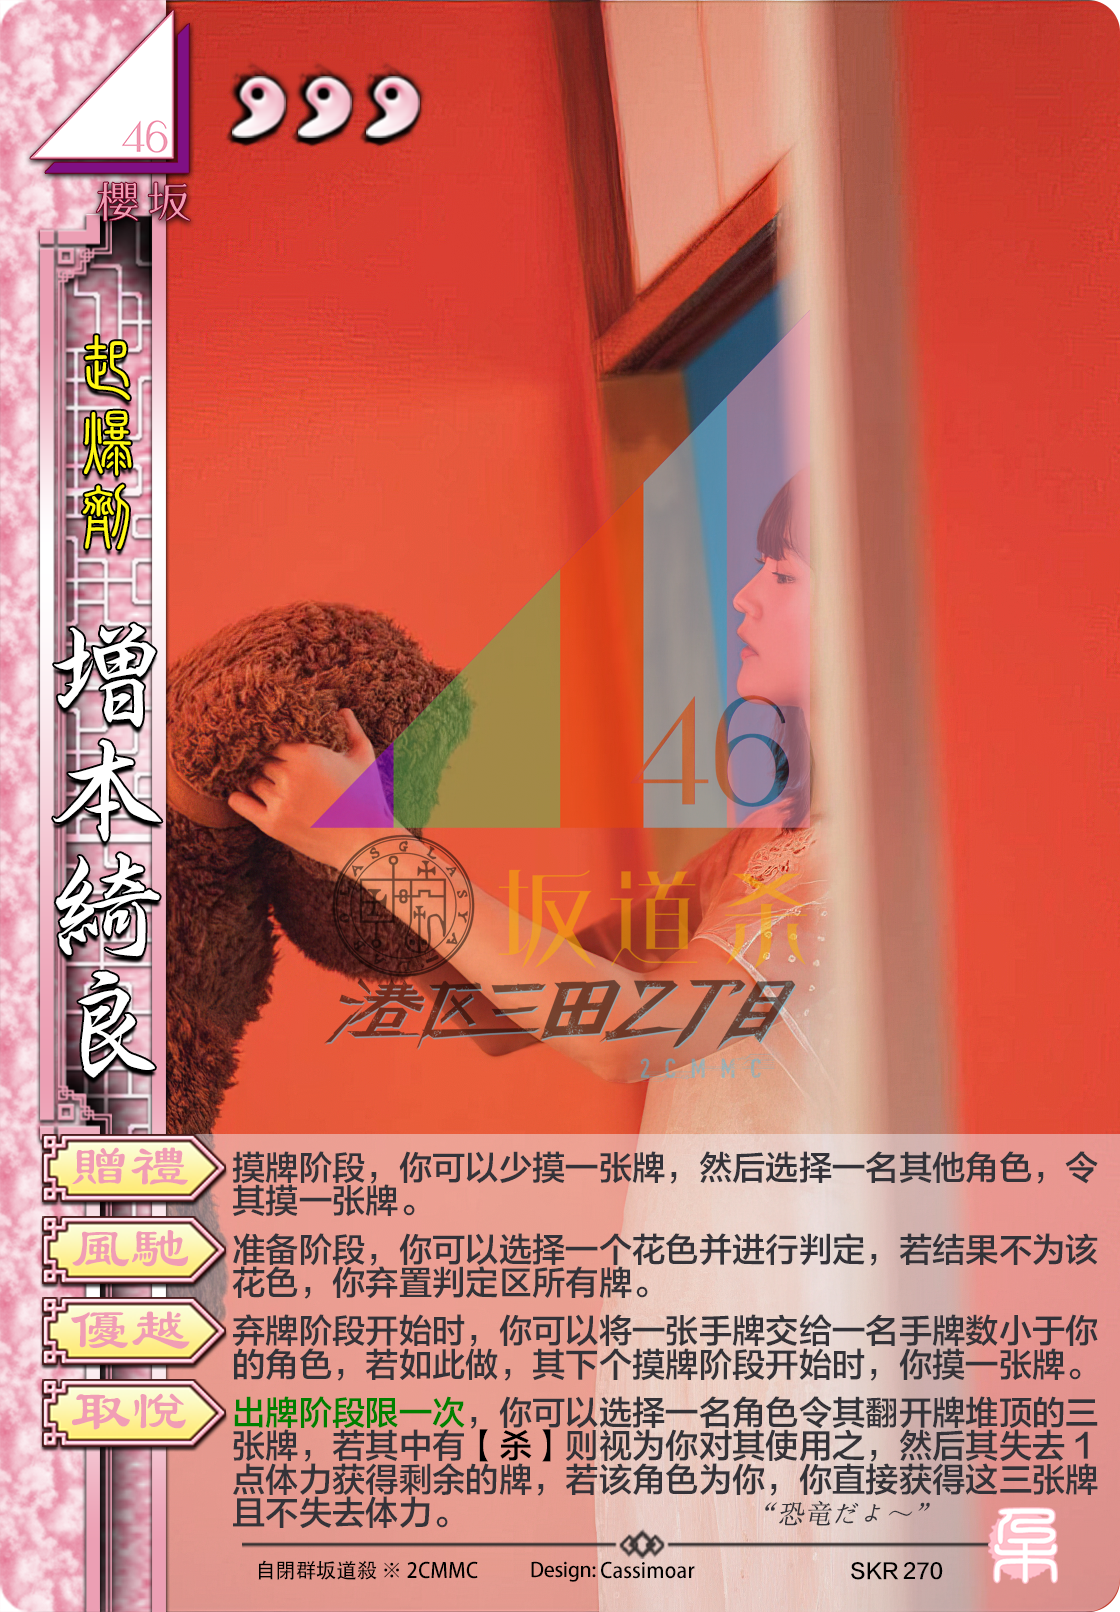 46
櫻坂
起爆劑
增本綺良
46
GLASYA
坂道杀
港区三田2丁目
2CMMC
贈禮
摸牌阶段，你可以少摸一张牌，然后选择一名其他角色，令
其摸一张牌。
風馳
准备阶段，你可以选择一个花色并进行判定，若结果不为该
花色，你弃置判定区所有牌。
優越
弃牌阶段开始时，你可以将一张手牌交给一名手牌数小于你
的角色，若如此做，其下个摸牌阶段开始时，你摸一张牌。
取悅
出牌阶段限一次，你可以选择一名角色令其翻开牌堆顶的三
张牌，若其中有【杀】则视为你对其使用之，然后其失去1
点体力获得剩余的牌，若该角色为你，你直接获得这三张牌
且不失去体力。
“恐竜だょ～”
自閉群坂道殺 ※ 2CMMC Design: Cassimoar SKR 270